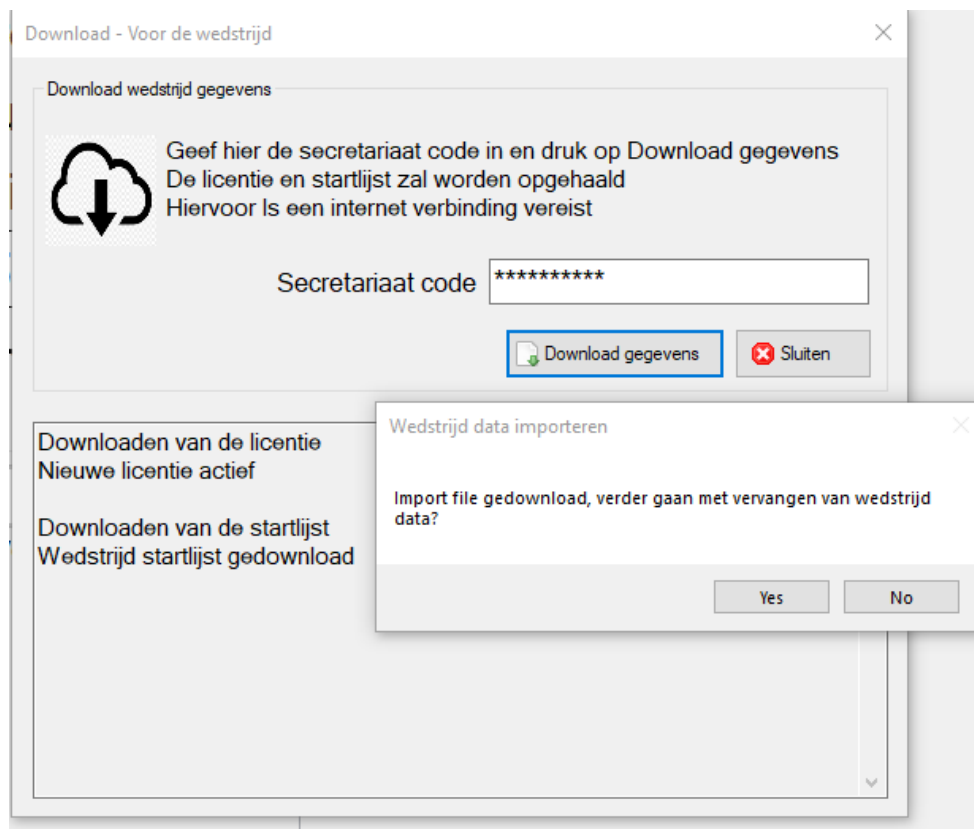 Download - Voor de wedstrijd
Download wedstrijd gegevens
Geef hier de secretariaat code in en druk op Download gegevens
De licentie en startlijst zal worden opgehaald
Hiervoor Is een internet verbinding vereist
Secretariaat code
**********
Download gegevens
Sluiten
Downloaden van de licentie
Nieuwe licentie actief
Downloaden van de startlijst
Wedstrijd startlijst gedownload
Wedstrijd data importeren
Import file gedownload, verder gaan met vervangen van wedstrijd
data?
Yes
No